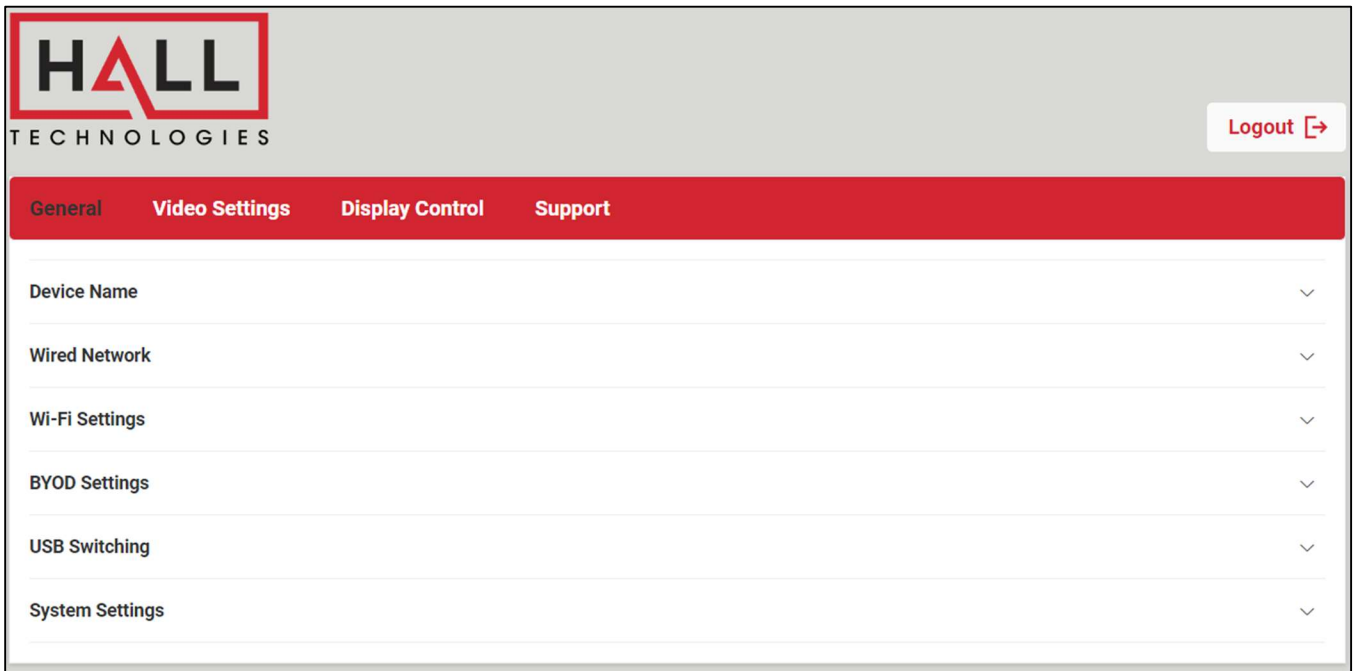 HALL
TECHNOLOGIES
Logout
General Video Settings Display Control Support
Device Name
Wired Network
Wi-Fi Settings
BYOD Settings
USB Switching
System Settings